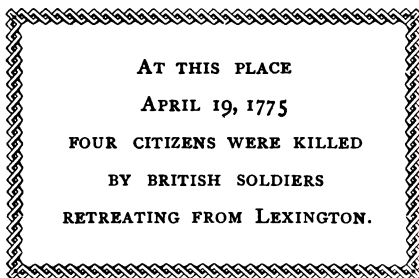 At this place
April 19, 1775
four citizens were killed
by british soldiers
retreating from Lexington.